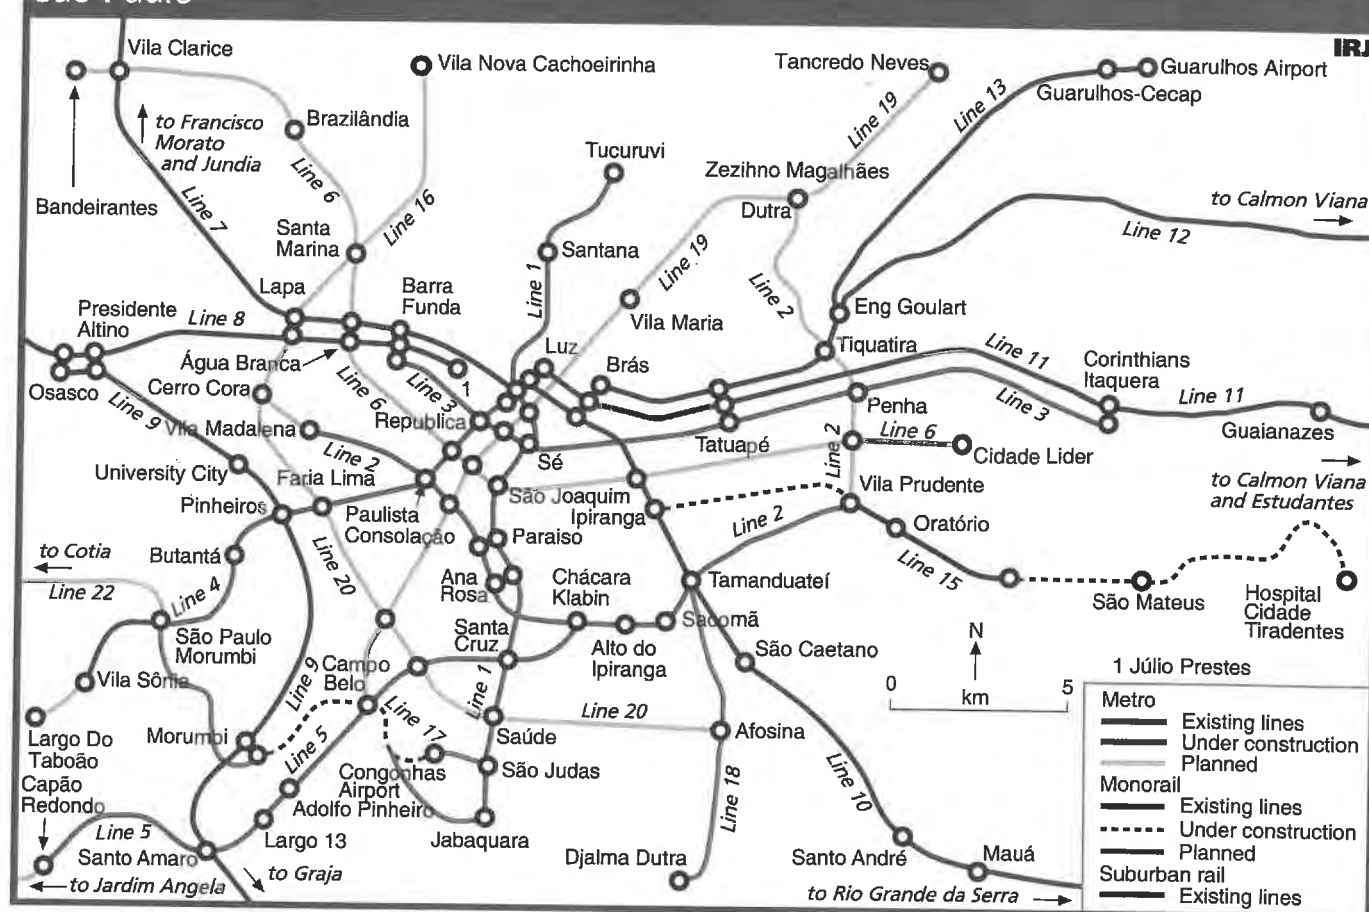 São Paulo
IRJ
Vila Clarice
Vila Nova Cachoeirinha
Tancredo Neves
Guarulhos Airport
Guarulhos-Cecap
Line 13
Line 19
to Francisco
Morato
and Jundia
Brazilândia
Line 6
Tucuruvi
Zezihno Magalhães
Dutra
to Calmon Viana
Line 12
Bandeirantes
Line 7
Line 16
Santa
Marina
Santana
Line 19
Line 1
Line 2
Lapa
Barra
Funda
Vila Maria
Eng Goulart
Presidente
Altino
Line 8
Luz
Brás
Tiquatira
Line 11
Corinthians
Itaquera
Água Branca
1
Osasco
Cerro Cora
Line 6
Line 3
Republica
Penha
Line 3
Line 11
Guaianazes
Line 9
Vila Madalena
Line 2
Tatuapé
Line 2
Line 6
Cidade Lider
Sé
University City
Faria Lima
São Joaquim
Vila Prudente
to Calmon Viana
and Estudantes
Pinheiros
Paulista
Consolação
Ipiranga
Line 2
Oratório
to Cotia
Butantá
Paraiso
Line 15
Line 22
Line 4
Line 20
Ana
Rosa
Chácara
Klabin
Tamanduateí
São Mateus
Hospital
Cidade
Tiradentes
São Paulo
Morumbi
Santa
Cruz
Alto do
Ipiranga
Sacomã
N
São Caetano
1 Júlio Prestes
Vila Sônia
Line 9
Campo
Belo
Line 1
0
km
5
Metro
Existing lines
Under construction
Planned
Monorail
Existing lines
Under construction
Planned
Suburban rail
Existing lines
Largo Do
Taboão
Morumbi
Line 5
Line 17
Saúde
Line 20
Afosina
Capão
Redondo
Congonhas
Airport
São Judas
Line 10
Adolfo Pinheiro
Line 18
Line 5
Largo 13
Jabaquara
Santo Amaro
to Graja
Djalma Dutra
Santo André
Mauá
to Jardim Angela
to Rio Grande da Serra